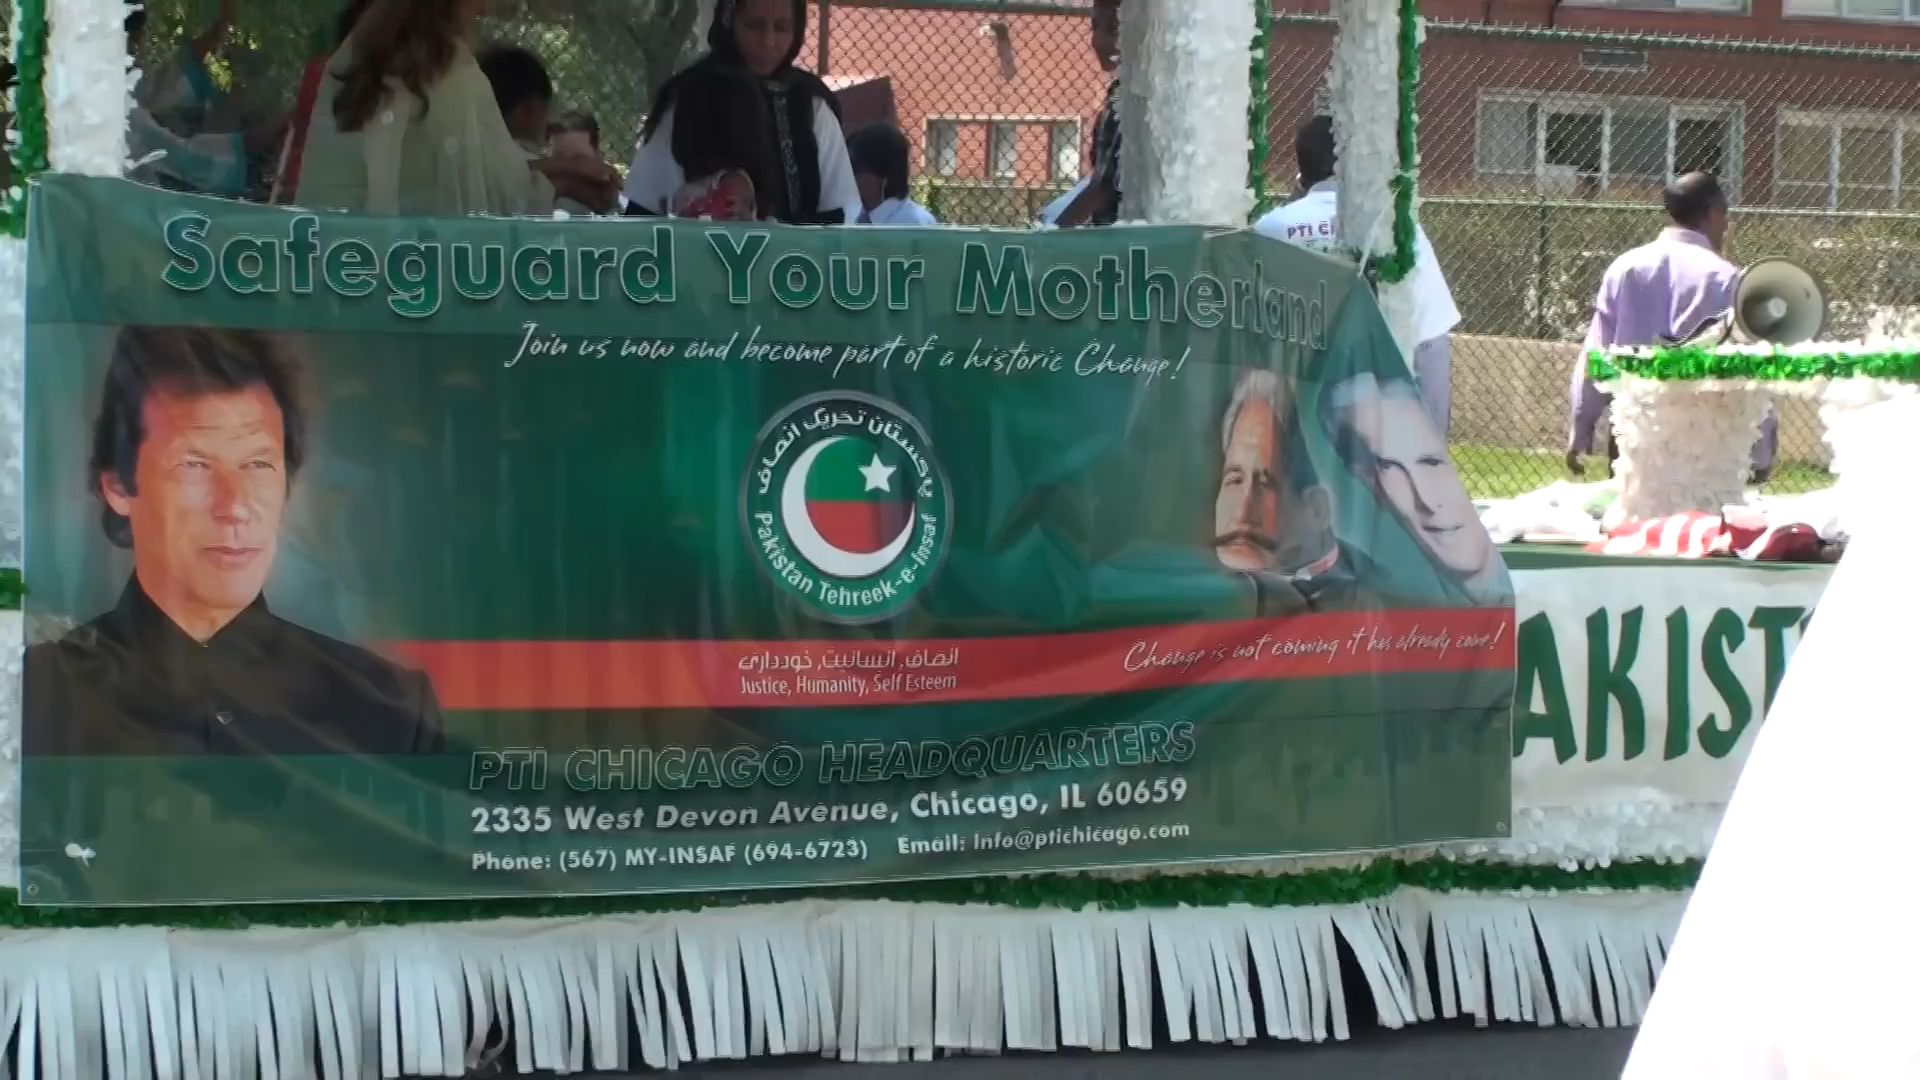 Safeguard Your Motherland
Join us now and become part of a historic Change!
پاکستان تحریک انصاف
Pakistan Tehreek-e-Insaf
انصاف, انسانیت, خودداری
Justice, Humanity, Self Esteem
Change is not coming it has already come!
PTI CHICAGO HEADQUARTERS
2335 West Devon Avenue, Chicago, IL 60659
Phone: (567) MY-INSAF (694-6723)
Email: Info@ptichicago.com
PTI
AKIST